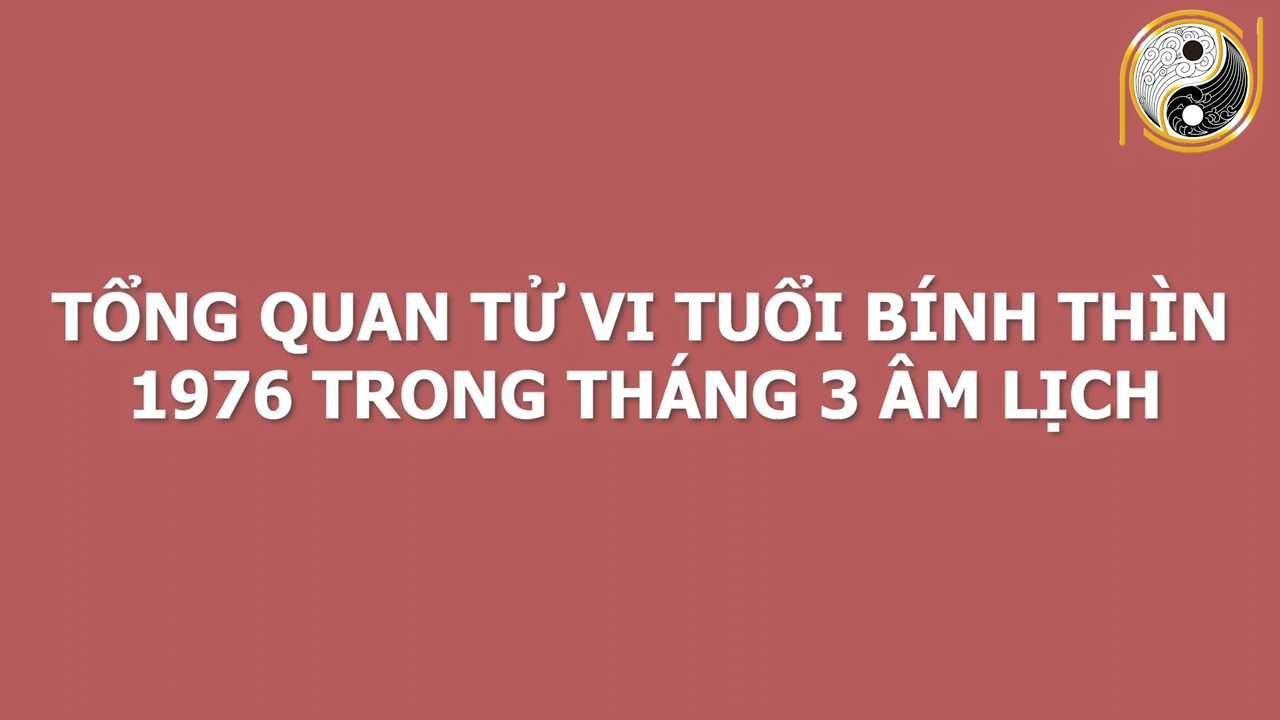 TỔNG QUAN TỬ VI TUỔI BÍNH THÌN
1976 TRONG THÁNG 3 ÂM LỊCH